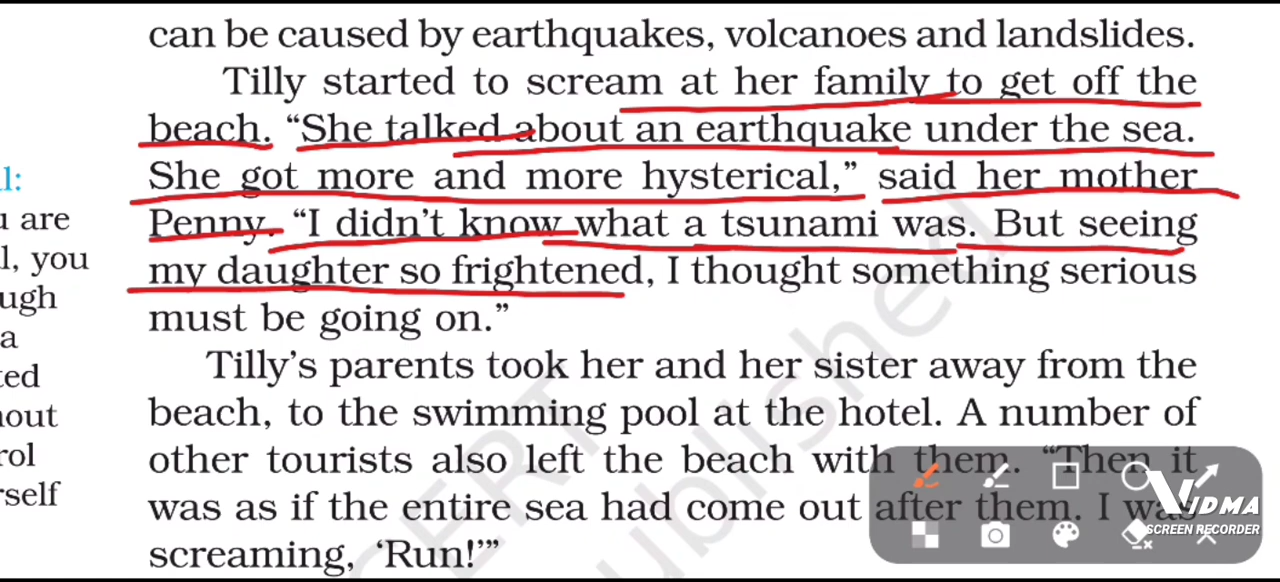 can be caused by earthquakes, volcanoes and landslides.
Tilly started to scream at her family to get off the
beach. “She talked about an earthquake under the sea.
l:
She got more and more hysterical,” said her mother
u are
Penny. “I didn’t know what a tsunami was. But seeing
l, you
my daughter so frightened, I thought something serious
ugh
must be going on.”
a
Tilly’s parents took her and her sister away from the
ted
beach, to the swimming pool at the hotel. A number of
hout
other tourists also left the beach with them. “Then it
rol
was as if the entire sea had come out after them. I was
rself
screaming, ‘Run!’”
VIDMA
SCREEN RECORDER
CERT
ublished